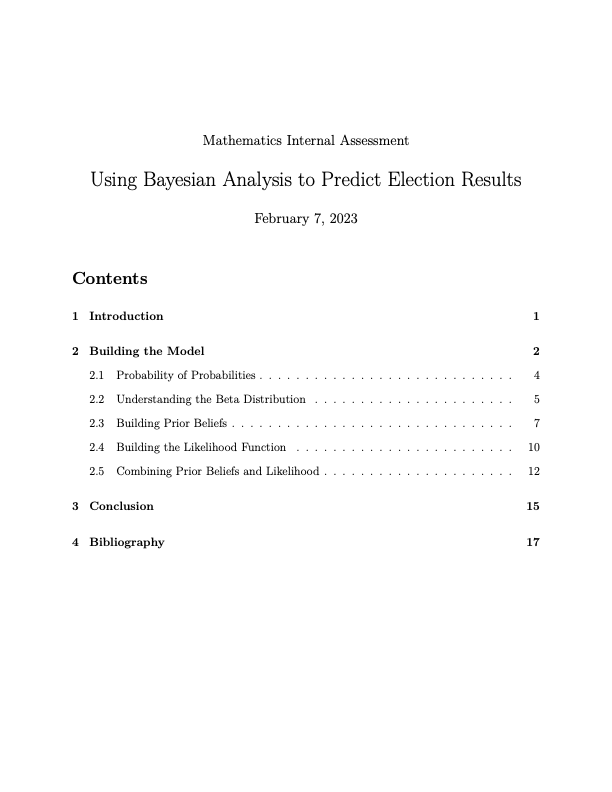 Mathematics Internal Assessment
Using Bayesian Analysis to Predict Election Results
February 7, 2023
Contents
1 Introduction 1
2 Building the Model 2
2.1 Probability of Probabilities . . . . . . . . . . . . . . . . . . . . . . . . . . . . 4
2.2 Understanding the Beta Distribution . . . . . . . . . . . . . . . . . . . . . . 5
2.3 Building Prior Beliefs . . . . . . . . . . . . . . . . . . . . . . . . . . . . . . . 7
2.4 Building the Likelihood Function . . . . . . . . . . . . . . . . . . . . . . . . 10
2.5 Combining Prior Beliefs and Likelihood . . . . . . . . . . . . . . . . . . . . . 12
3 Conclusion 15
4 Bibliography 17